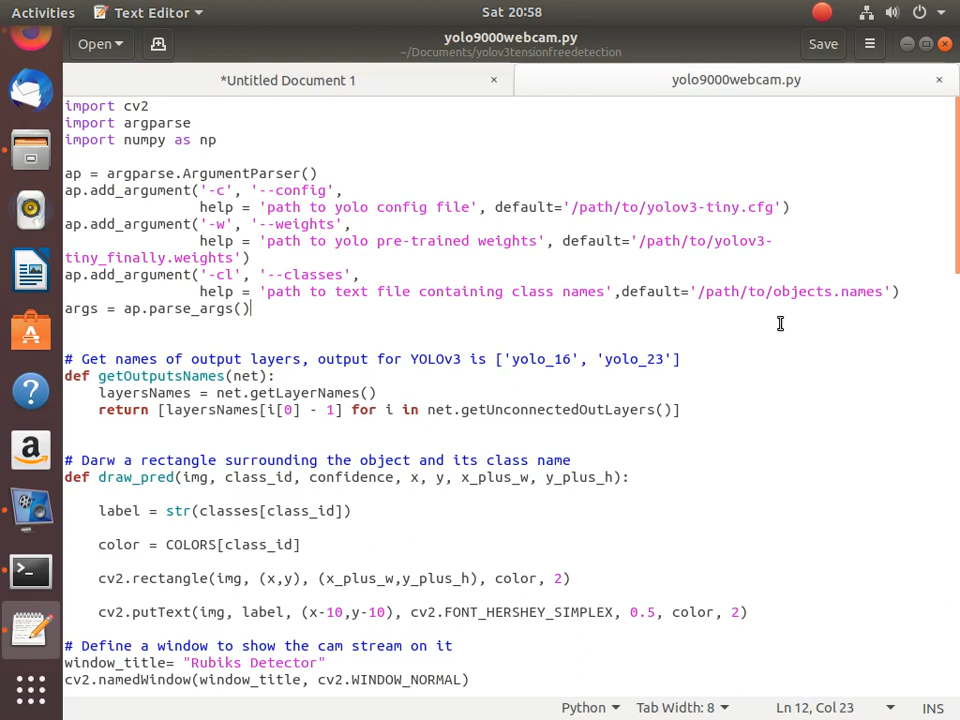 Activities Text Editor Sat 20:58
Open yolo9000webcam.py Save
~/Documents/yolov3tensionfreedetection
*Untitled Document 1 × yolo9000webcam.py ×
import cv2
import argparse
import numpy as np
ap = argparse.ArgumentParser()
ap.add_argument('-c', '--config',
help = 'path to yolo config file', default='/path/to/yolov3-tiny.cfg')
ap.add_argument('-w', '--weights',
help = 'path to yolo pre-trained weights', default='/path/to/yolov3-
tiny_finally.weights')
ap.add_argument('-cl', '--classes',
help = 'path to text file containing class names',default='/path/to/objects.names')
args = ap.parse_args()
# Get names of output layers, output for YOLOv3 is ['yolo_16', 'yolo_23']
def getOutputsNames(net):
layersNames = net.getLayerNames()
return [layersNames[i[0] - 1] for i in net.getUnconnectedOutLayers()]
# Darw a rectangle surrounding the object and its class name
def draw_pred(img, class_id, confidence, x, y, x_plus_w, y_plus_h):
label = str(classes[class_id])
color = COLORS[class_id]
cv2.rectangle(img, (x,y), (x_plus_w,y_plus_h), color, 2)
cv2.putText(img, label, (x-10,y-10), cv2.FONT_HERSHEY_SIMPLEX, 0.5, color, 2)
# Define a window to show the cam stream on it
window_title= "Rubiks Detector"
cv2.namedWindow(window_title, cv2.WINDOW_NORMAL)
Python Tab Width: 8 Ln 12, Col 23 INS